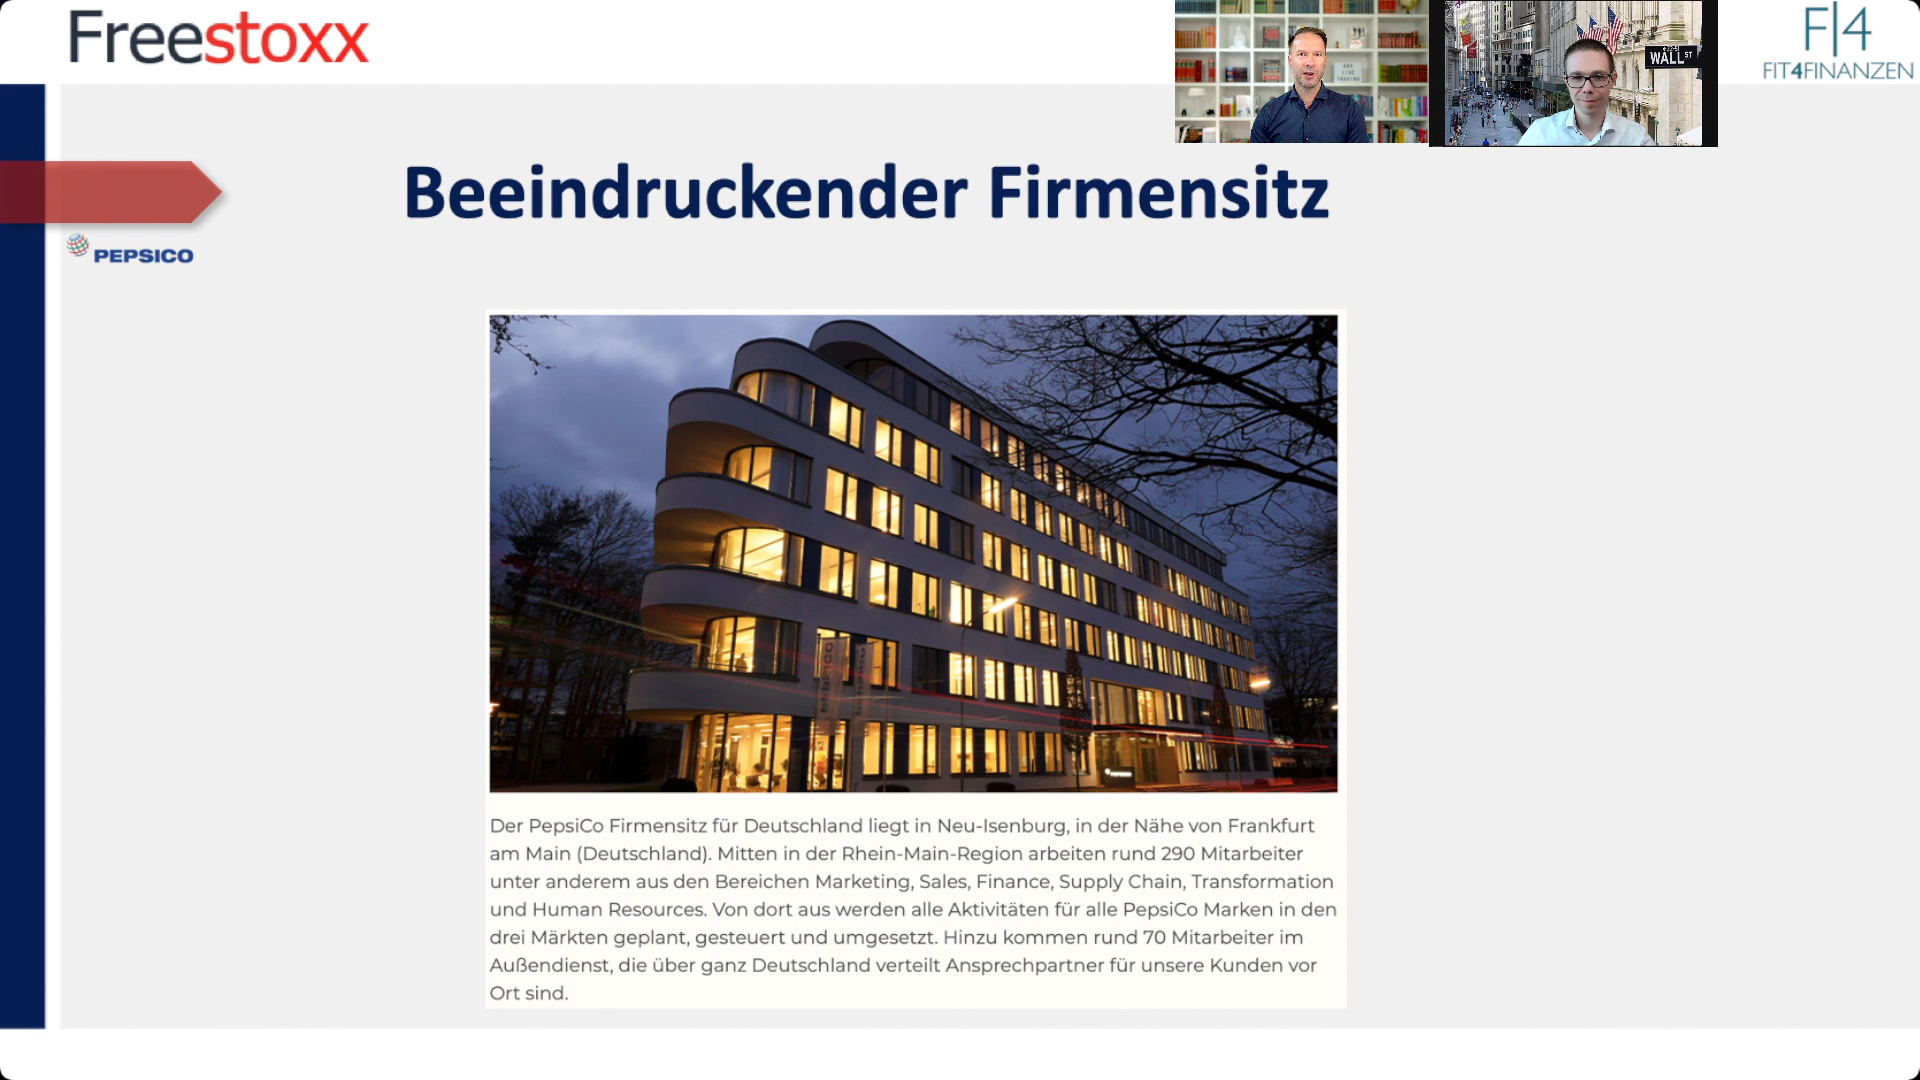 Freestoxx
WALL ST
F|4
FIT4FINANZEN
Beeindruckender Firmensitz
PEPSICO
Der PepsiCo Firmensitz für Deutschland liegt in Neu-Isenburg, in der Nähe von Frankfurt
am Main (Deutschland). Mitten in der Rhein-Main-Region arbeiten rund 290 Mitarbeiter
unter anderem aus den Bereichen Marketing, Sales, Finance, Supply Chain, Transformation
und Human Resources. Von dort aus werden alle Aktivitäten für alle PepsiCo Marken in den
drei Märkten geplant, gesteuert und umgesetzt. Hinzu kommen rund 70 Mitarbeiter im
Außendienst, die über ganz Deutschland verteilt Ansprechpartner für unsere Kunden vor
Ort sind.